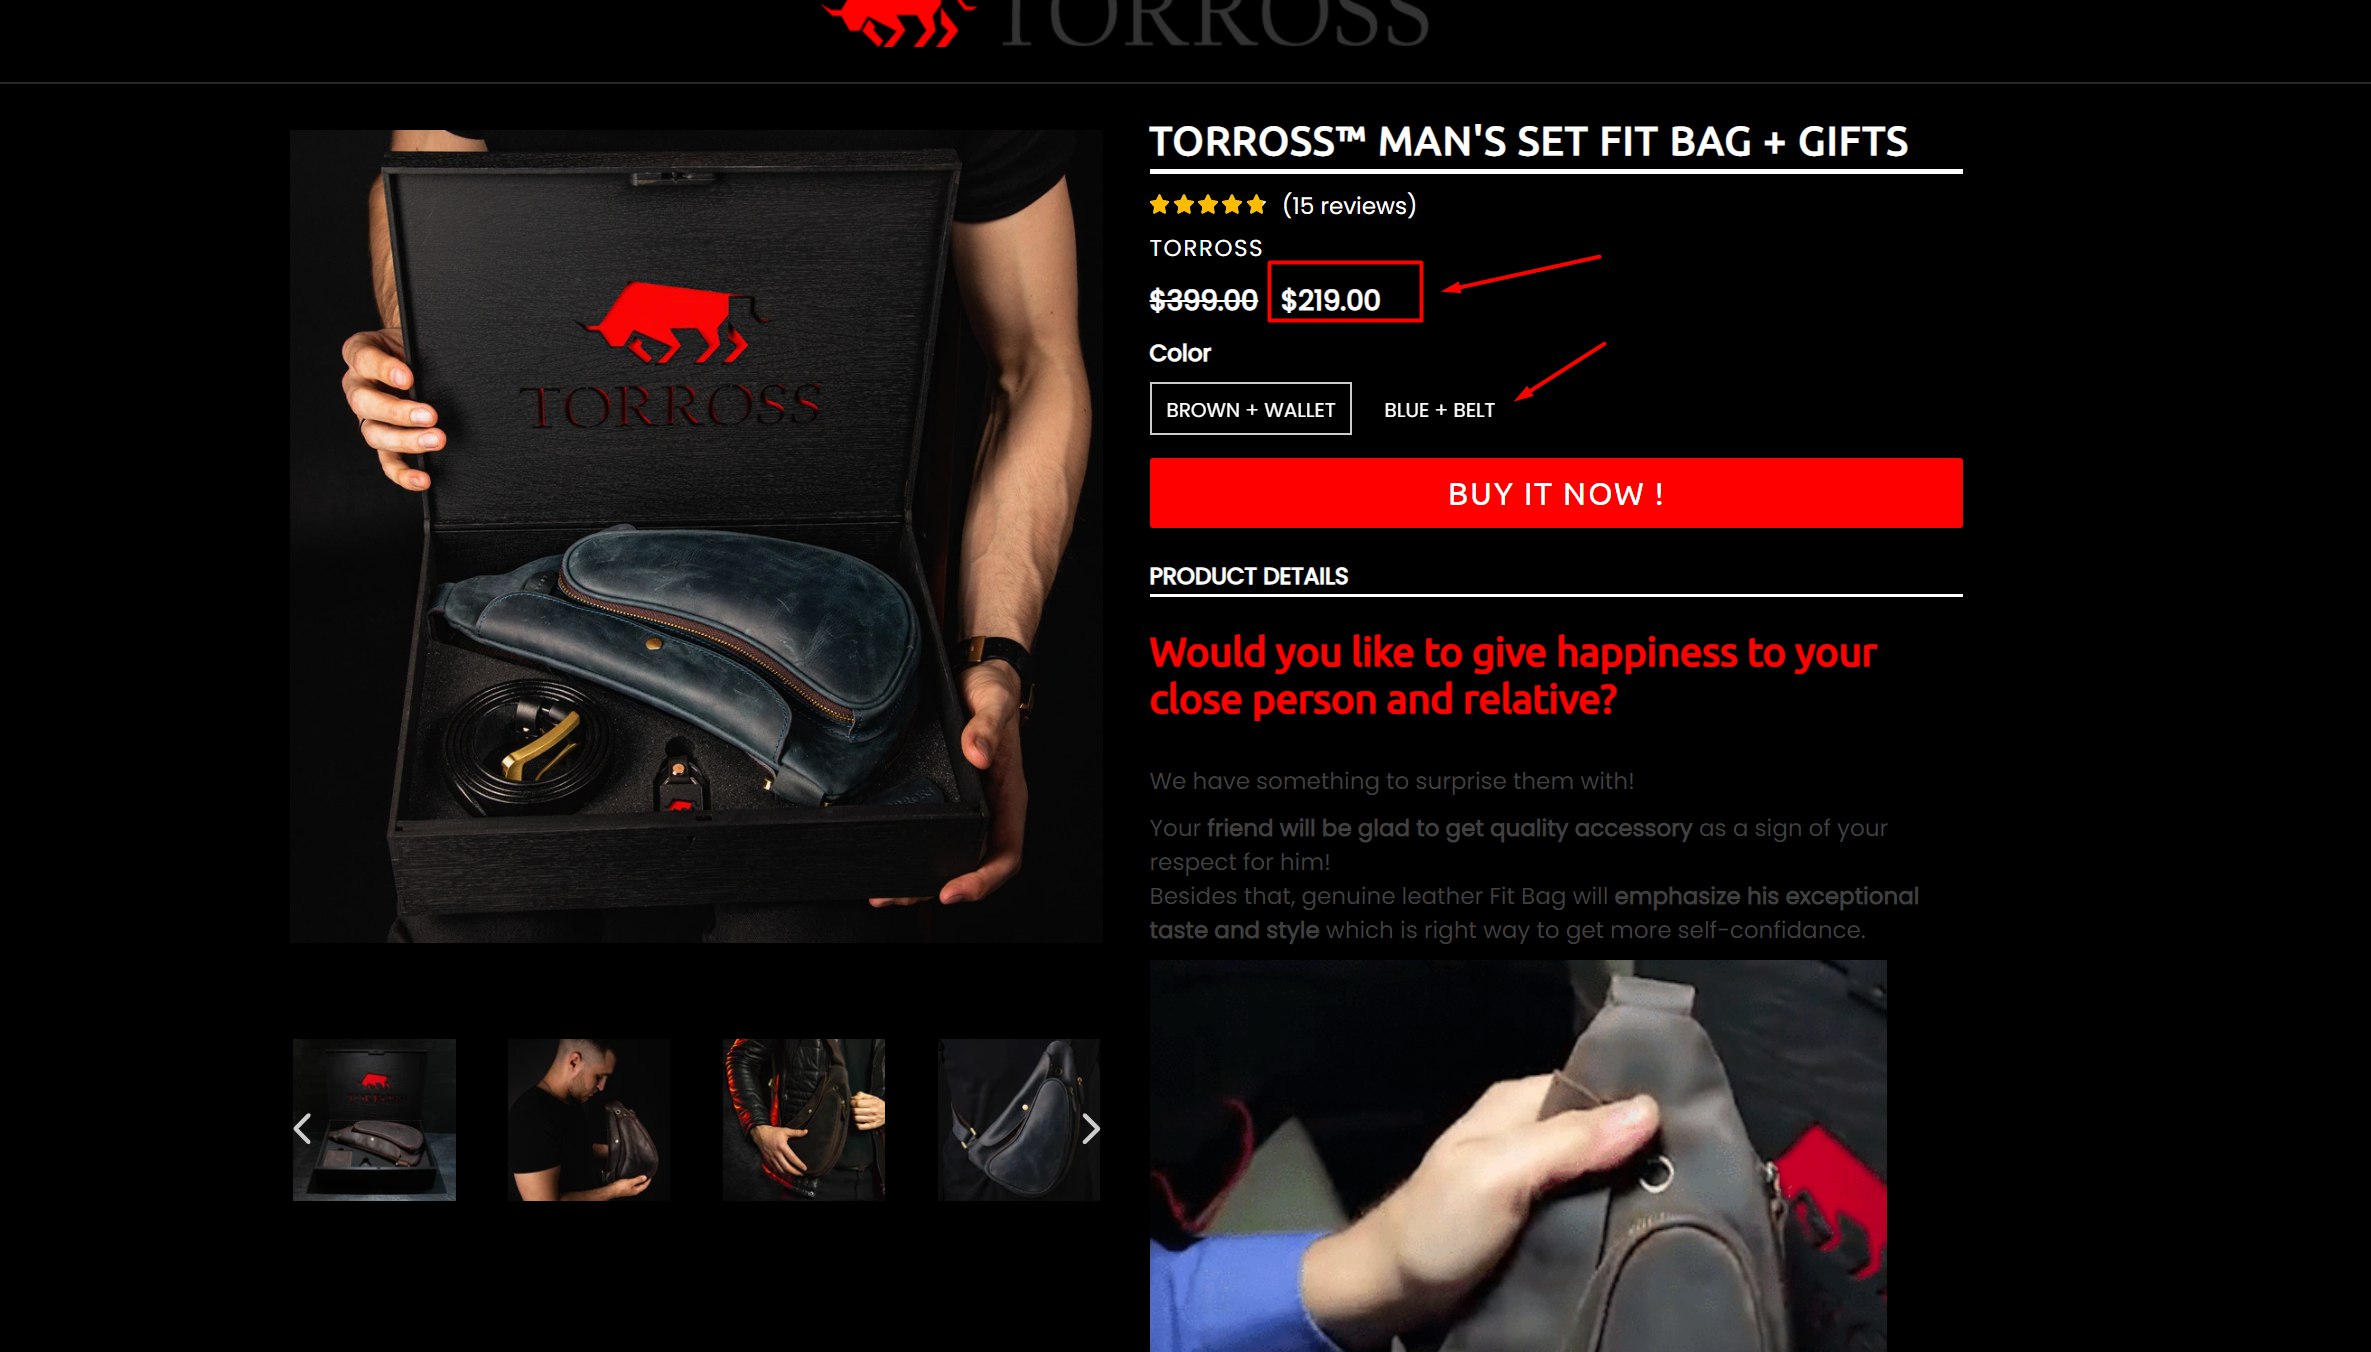 TORROSS
TORROSS™ MAN'S SET FIT BAG + GIFTS
(15 reviews)
TORROSS
$399.00 $219.00
Color
BROWN + WALLET BLUE + BELT
BUY IT NOW !
PRODUCT DETAILS
Would you like to give happiness to your
close person and relative?
We have something to surprise them with!
Your friend will be glad to get quality accessory as a sign of your
respect for him!
Besides that, genuine leather Fit Bag will emphasize his exceptional
taste and style which is right way to get more self-confidance.
TORROSS